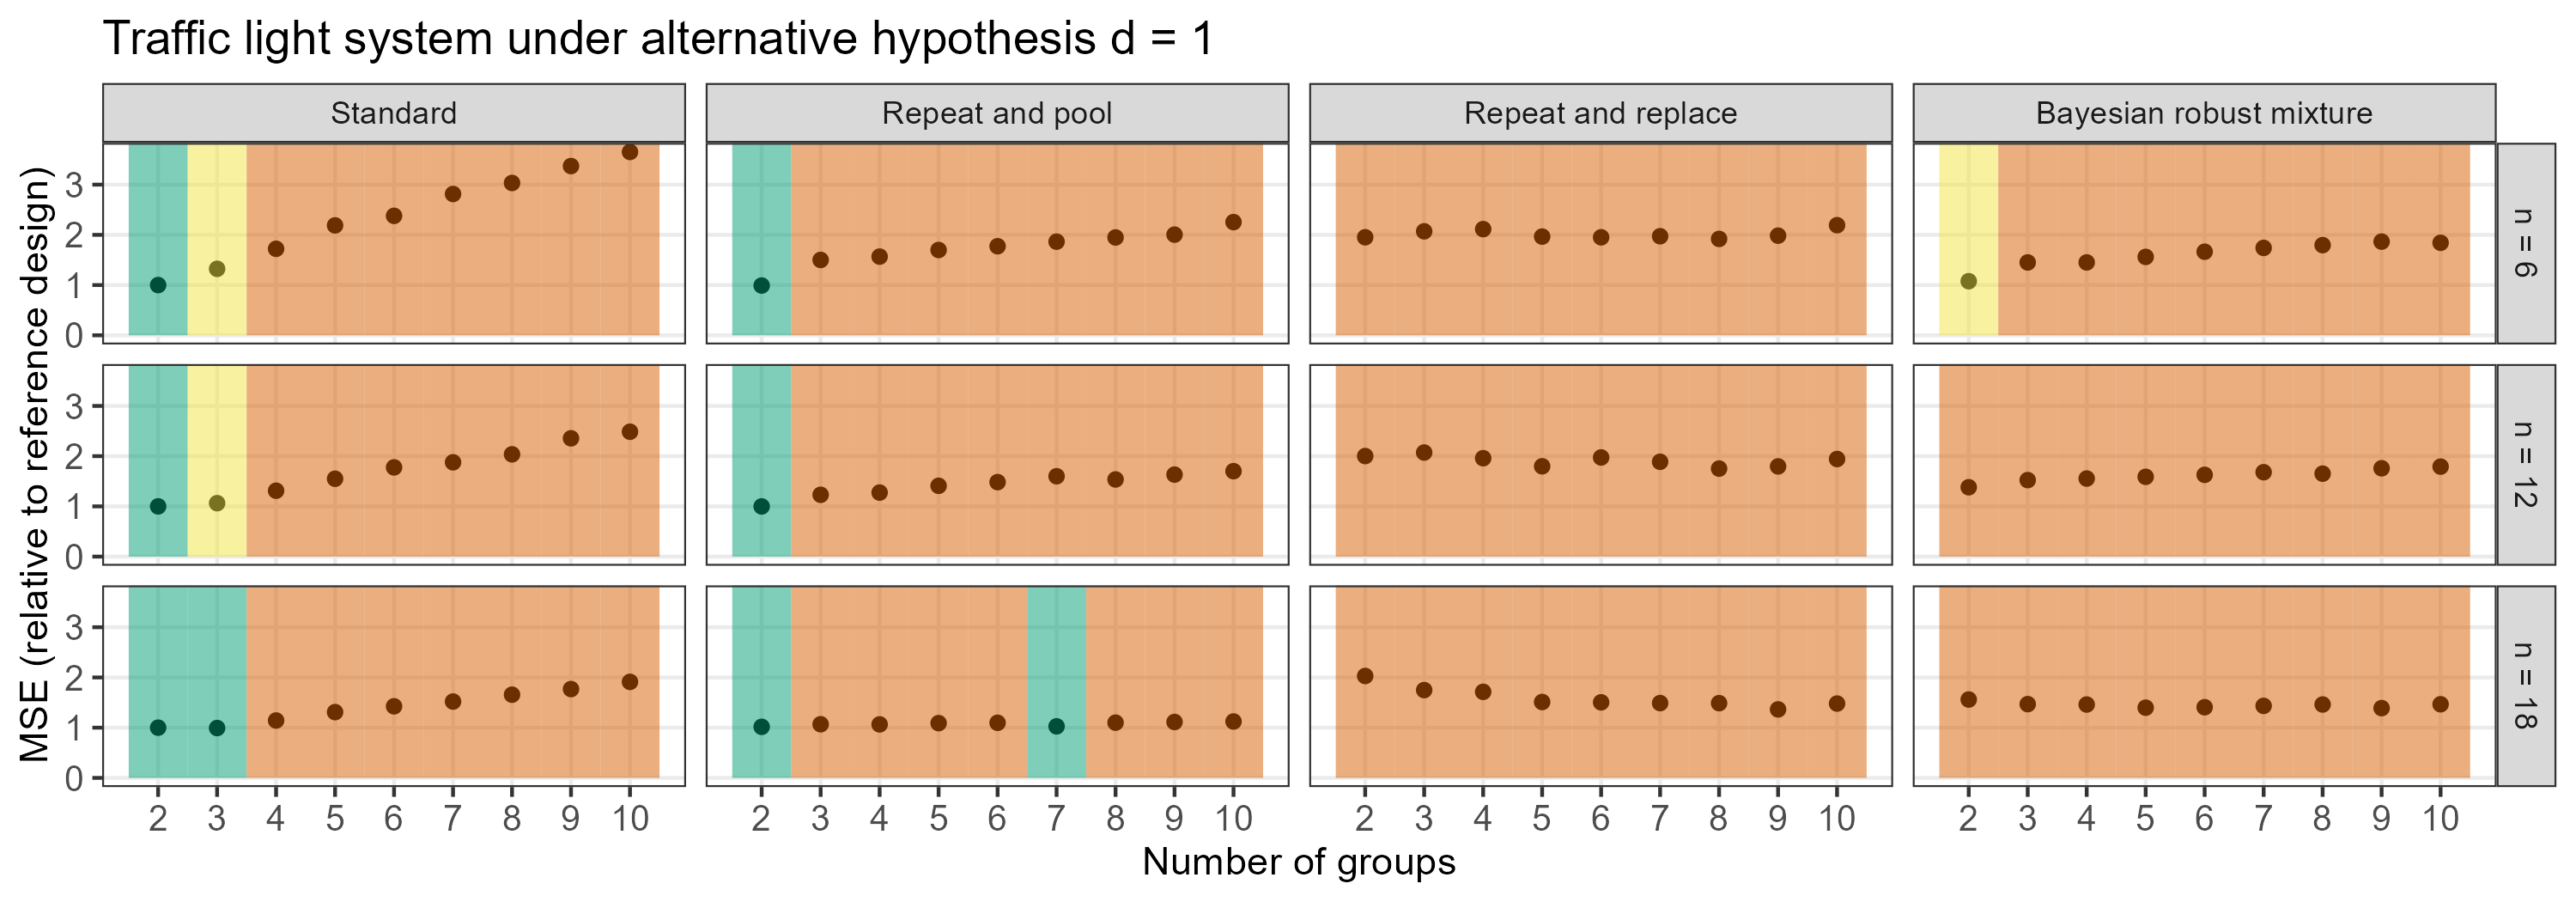 Traffic light system under alternative hypothesis d = 1
Standard
Repeat and pool
Repeat and replace
Bayesian robust mixture
MSE (relative to reference design)
3
2
1
0
n = 6
3
2
1
0
n = 12
3
2
1
0
n = 18
2 3 4 5 6 7 8 9 10
2 3 4 5 6 7 8 9 10
2 3 4 5 6 7 8 9 10
2 3 4 5 6 7 8 9 10
Number of groups